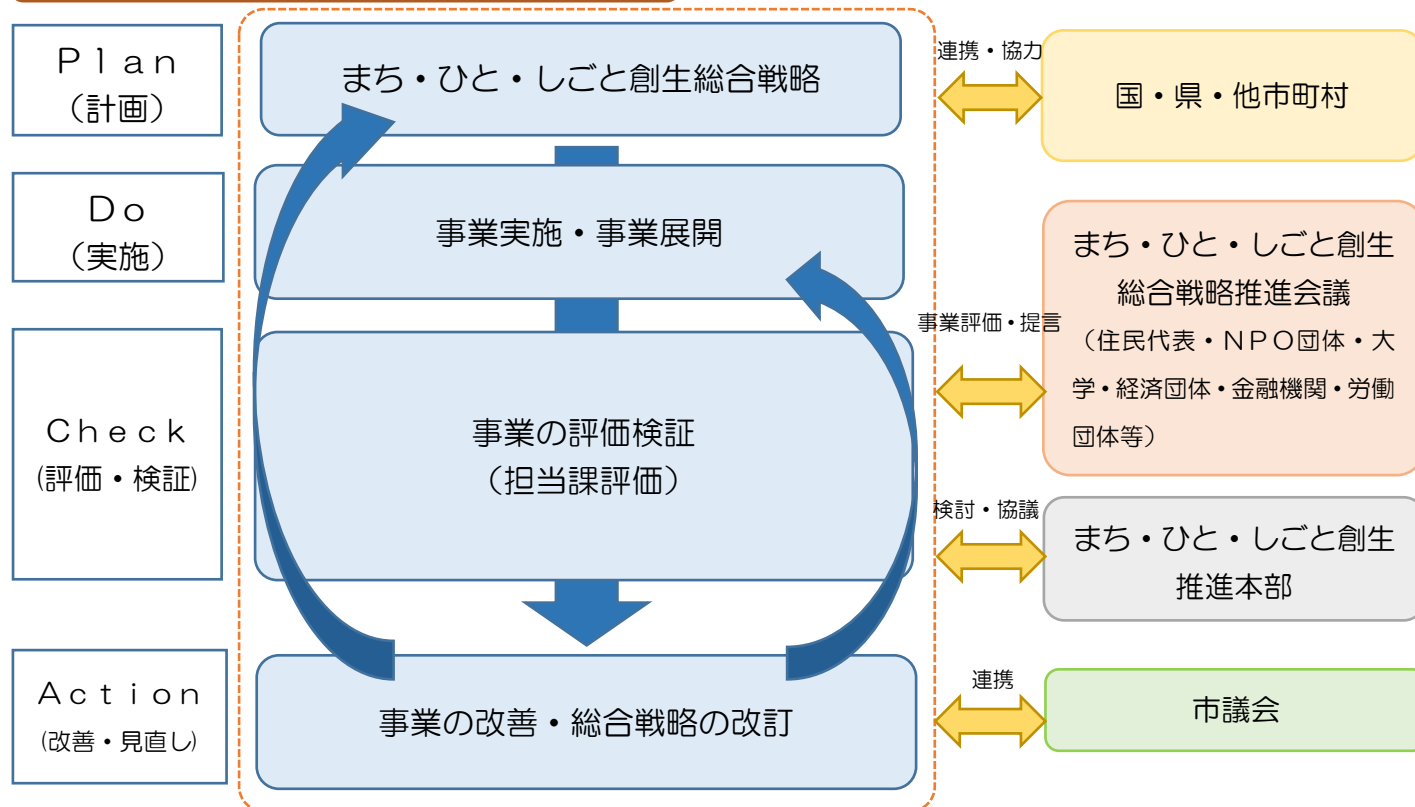 Ｐｌａｎ
（計画）
まち・ひと・しごと創生総合戦略
連携・協力
国・県・他市町村
Ｄｏ
（実施）
事業実施・事業展開
まち・ひと・しごと創生
総合戦略推進会議
（住民代表・ＮＰＯ団体・大
学・経済団体・金融機関・労働
団体等）
事業評価・提言
Ｃｈｅｃｋ
(評価・検証)
事業の評価検証
（担当課評価）
検討・協議
まち・ひと・しごと創生
推進本部
Ａｃｔｉｏｎ
(改善・見直し)
事業の改善・総合戦略の改訂
連携
市議会